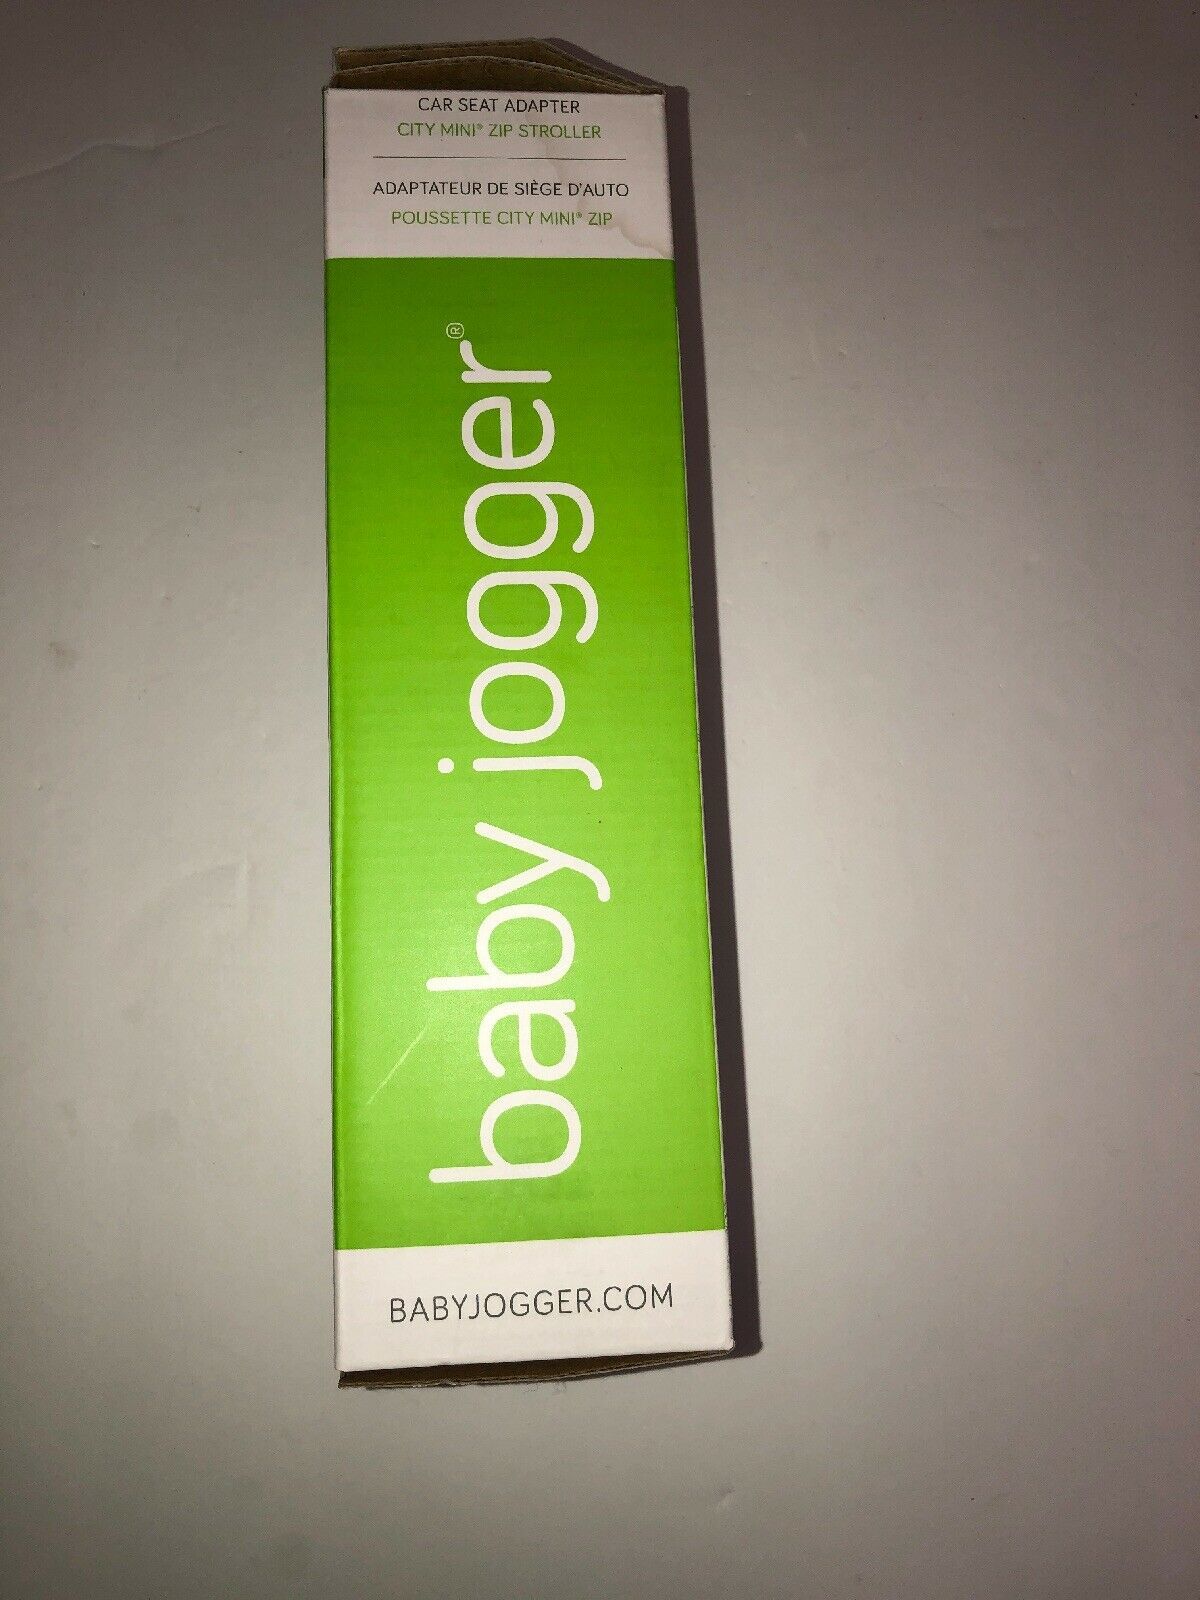 CAR SEAT ADAPTER
CITY MINI® ZIP STROLLER
ADAPTATEUR DE SIÈGE D'AUTO
POUSSETTE CITY MINI® ZIP
baby jogger®
BABYJOGGER.COM